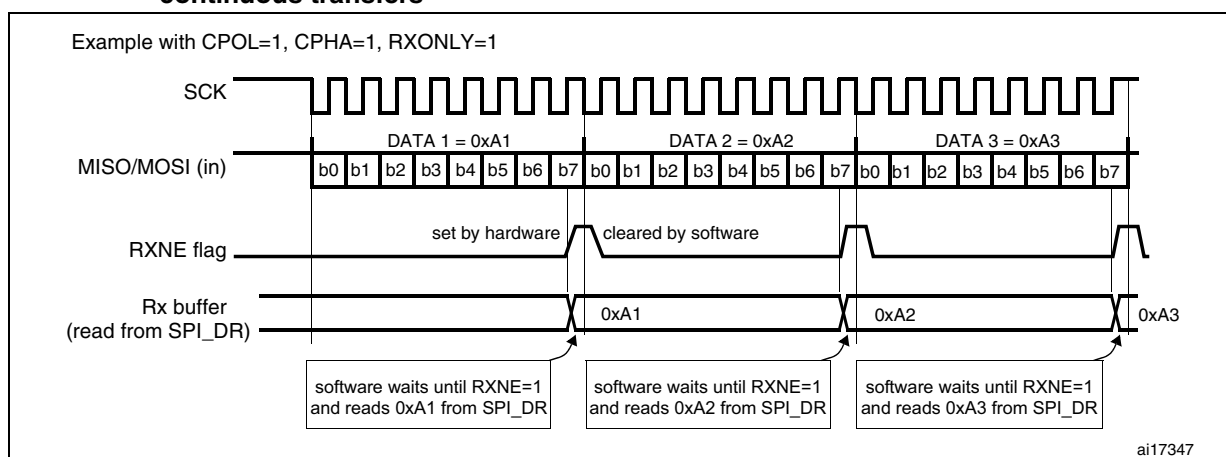 continuous transfers
Example with CPOL=1, CPHA=1, RXONLY=1
SCK
DATA 1 = 0xA1 DATA 2 = 0xA2 DATA 3 = 0xA3
MISO/MOSI (in)
b0 b1 b2 b3 b4 b5 b6 b7 b0 b1 b2 b3 b4 b5 b6 b7 b0 b1 b2 b3 b4 b5 b6 b7
set by hardware cleared by software
RXNE flag
Rx buffer
(read from SPI_DR)
0xA1 0xA2 0xA3
software waits until RXNE=1
and reads 0xA1 from SPI_DR
software waits until RXNE=1
and reads 0xA2 from SPI_DR
software waits until RXNE=1
and reads 0xA3 from SPI_DR
ai17347